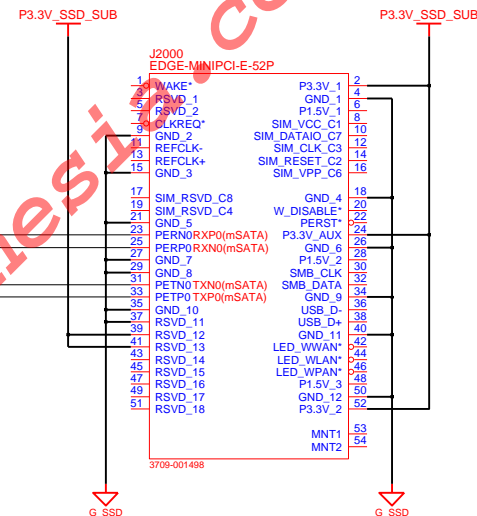 P3.3V_SSD_SUB P3.3V_SSD_SUB
J2000
EDGE-MINIPCI-E-52P
1 WAKE* P3.3V_1 2
3 RSVD_1 GND_1 4
5 RSVD_2 P1.5V_1 6
7 CLKREQ* SIM_VCC_C1 8
9 GND_2 SIM_DATAIO_C7 10
11 REFCLK- SIM_CLK_C3 12
13 REFCLK+ SIM_RESET_C2 14
15 GND_3 SIM_VPP_C6 16
17 SIM_RSVD_C8 GND_4 18
19 SIM_RSVD_C4 W_DISABLE* 20
21 GND_5 PERST* 22
23 PERN0 RXP0(mSATA) P3.3V_AUX 24
25 PERP0 RXN0(mSATA) GND_6 26
27 GND_7 P1.5V_2 28
29 GND_8 SMB_CLK 30
31 PETN0 TXN0(mSATA) SMB_DATA 32
33 PETP0 TXP0(mSATA) GND_9 34
35 GND_10 USB_D- 36
37 RSVD_11 USB_D+ 38
39 RSVD_12 GND_11 40
41 RSVD_13 LED_WWAN* 42
43 RSVD_14 LED_WLAN* 44
45 RSVD_15 LED_WPAN* 46
47 RSVD_16 P1.5V_3 48
49 RSVD_17 GND_12 50
51 RSVD_18 P3.3V_2 52
MNT1 53
MNT2 54
3709-001498
G_SSD G_SSD
esia.co